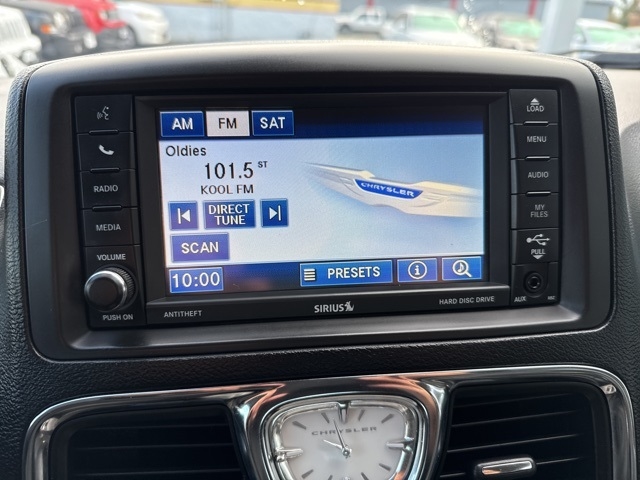 AM FM SAT
Oldies
101.5 ST
KOOL FM
CHRYSLER
DIRECT
TUNE
SCAN
10:00 PRESETS
RADIO
MEDIA
VOLUME
PUSH ON
ANTITHEFT
SIRIUS
HARD DISC DRIVE
LOAD
MENU
AUDIO
MY
FILES
PULL
AUX
CHRYSLER